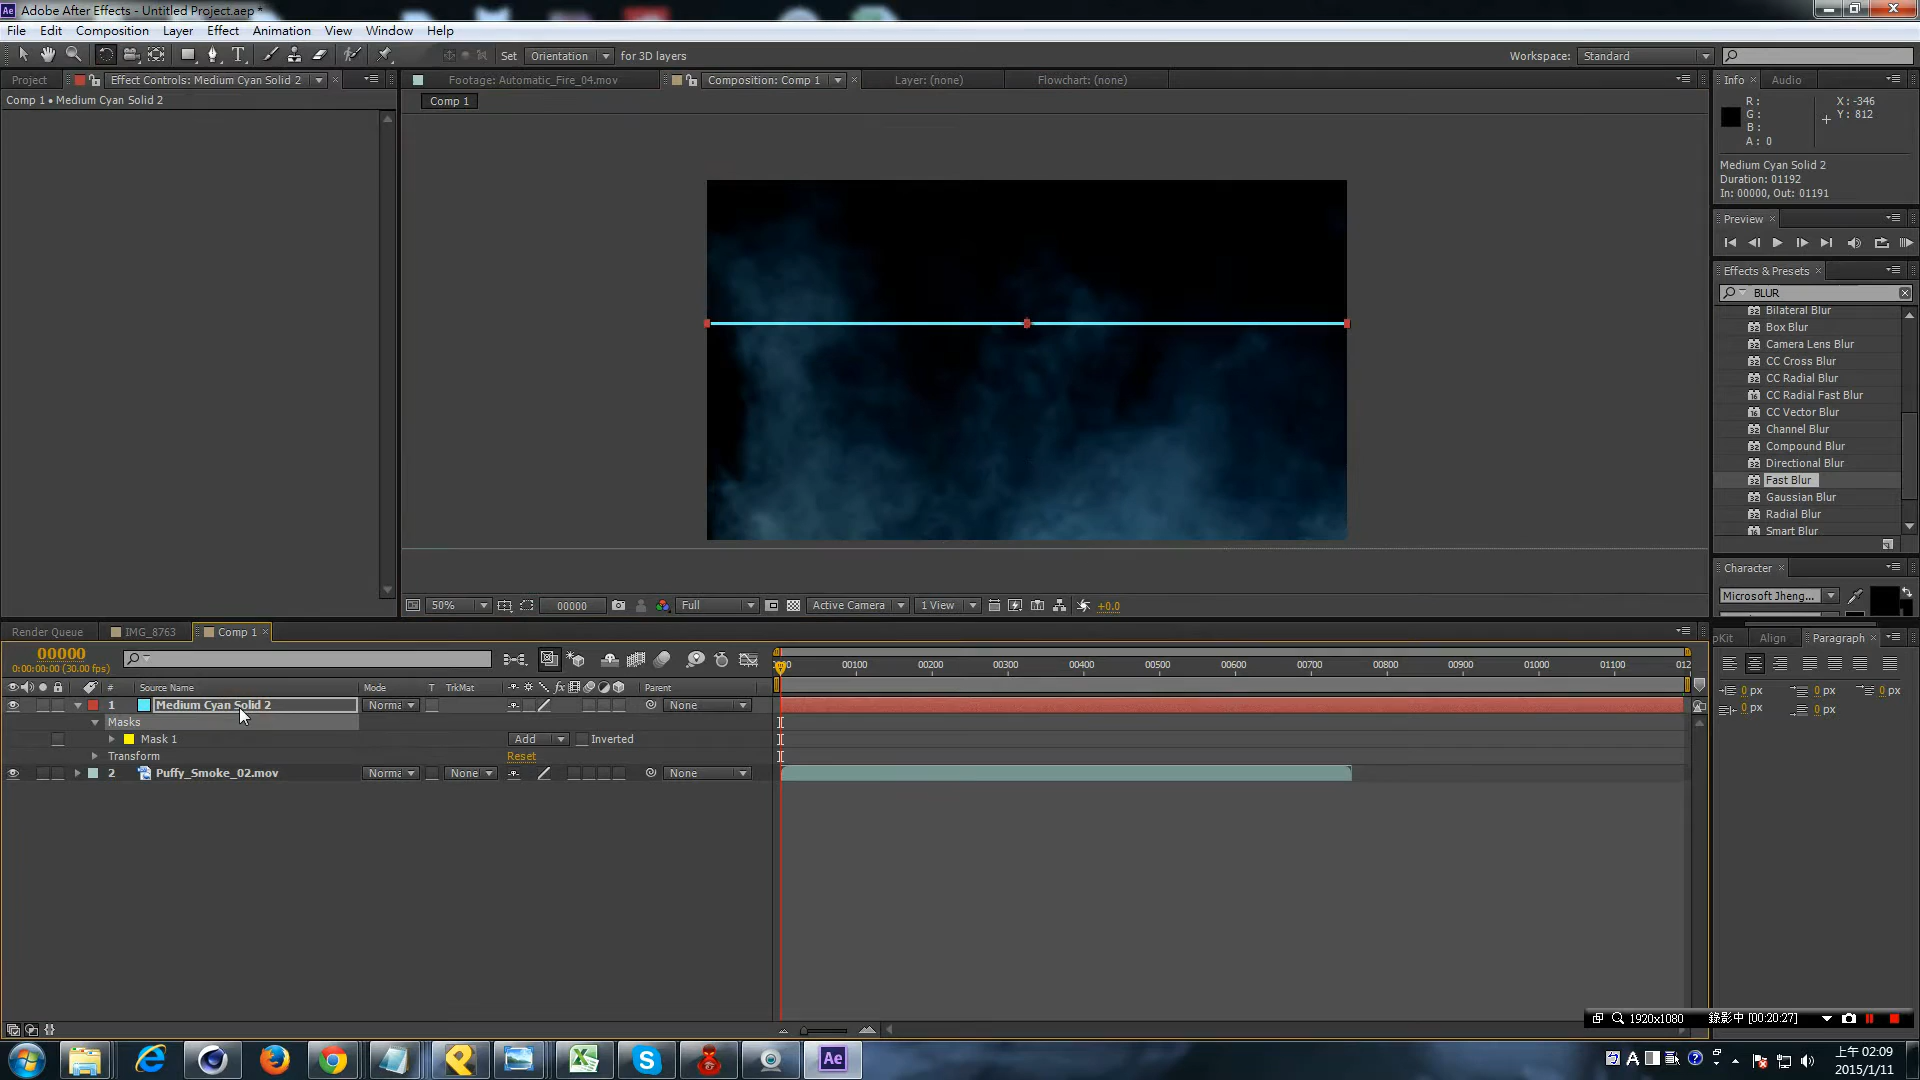 Adobe After Effects - Untitled Project.aep *
File Edit Composition Layer Effect Animation View Window Help
Set Orientation for 3D layers
Workspace: Standard
Project Effect Controls: Medium Cyan Solid 2
Footage: Automatic_Fire_04.mov Composition: Comp 1 Layer: (none) Flowchart: (none)
Info Audio
Comp 1 • Medium Cyan Solid 2
Comp 1
R: X: -346
G: Y: 812
B:
A: 0
Medium Cyan Solid 2
Duration: 01192
In: 00000, Out: 01191
Preview
Effects & Presets
BLUR
Bilateral Blur
Box Blur
Camera Lens Blur
CC Cross Blur
CC Radial Blur
CC Radial Fast Blur
CC Vector Blur
Channel Blur
Compound Blur
Directional Blur
Fast Blur
Gaussian Blur
Radial Blur
Smart Blur
Character
Microsoft Jheng...
50% 00000 Full Active Camera 1 View +0.0
Render Queue IMG_8763 Comp 1
pKit Align Paragraph
00000
0:00:00:00 (30.00 fps)
00100 00200 00300 00400 00500 00600 00700 00800 00900 01000 01100 012
# Source Name Mode T TrkMat Parent
1 Medium Cyan Solid 2 Norma None
Masks
Mask 1 Add Inverted
Transform Reset
2 Puffy_Smoke_02.mov Norma None None
0 px 0 px 0 px
0 px 0 px
1920x1080 錄影中 [00:20:27]
Ae
A
上午 02:09
2015/1/11